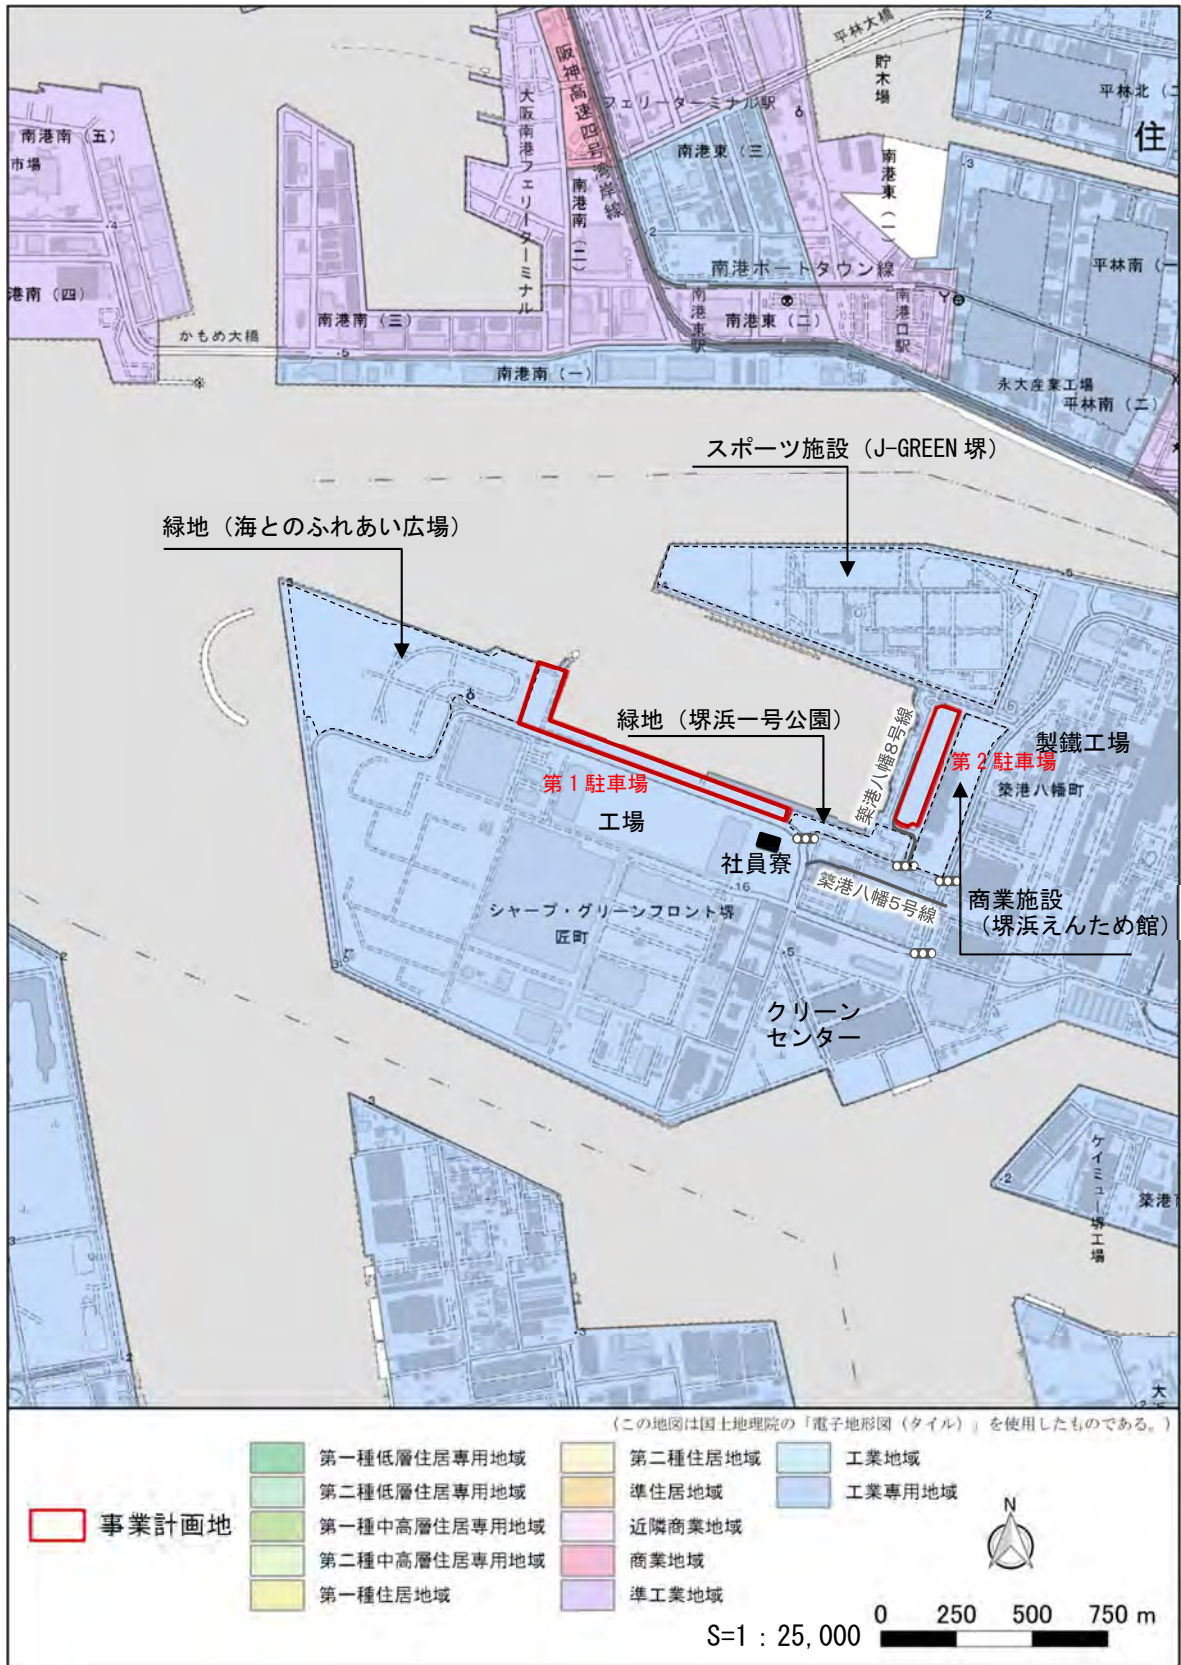 平林大橋
阪神高速四号湾岸線
フェリーターミナル駅
貯木場
平林北（二
住
南港南（五）
市場
大阪南港フェリーターミナル
南港東（三
南港東（一）
南港南（二）
南港ポートタウン線
平林南（一
港南（四）
南港南（三）
南港東駅
南港東（二）
南港口駅
かもめ大橋
南港南（一）
永大産業工場
平林南（二）
スポーツ施設（J-GREEN 堺）
緑地（海とのふれあい広場）
緑地（堺浜一号公園）
築港八幡8号線
製鐵工場
第１駐車場
第２駐車場
築港八幡町
工場
社員寮
築港八幡5号線
商業施設
（堺浜えんため館）
シャープ・グリーンフロント堺
匠町
クリーン
センター
ケイミュー堺工場
築港
大
（この地図は国土地理院の「電子地形図（タイル）」を使用したものである。）
事業計画地
第一種低層住居専用地域
第二種低層住居専用地域
第一種中高層住居専用地域
第二種中高層住居専用地域
第一種住居地域
第二種住居地域
準住居地域
近隣商業地域
商業地域
準工業地域
工業地域
工業専用地域
N
0 250 500 750 m
S=1：25,000